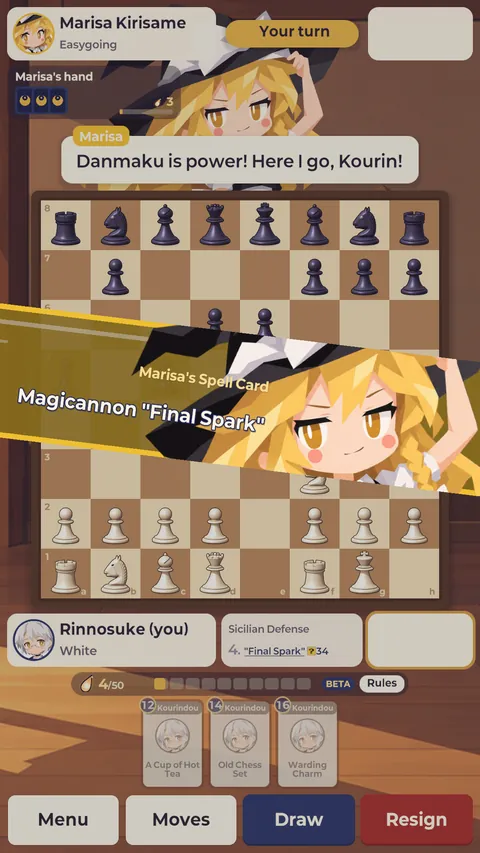 Marisa Kirisame
Easygoing
Your turn
Marisa's hand
3
Marisa
Danmaku is power! Here I go, Kourin!
8
7
6
Marisa's Spell Card
Magicannon "Final Spark"
3
2
1
a b c d e f g h
Rinnosuke (you)
White
Sicilian Defense
4. "Final Spark" 34
4/50
BETA
Rules
12 Kourindou
A Cup of Hot
Tea
14 Kourindou
Old Chess
Set
16 Kourindou
Warding
Charm
Menu
Moves
Draw
Resign